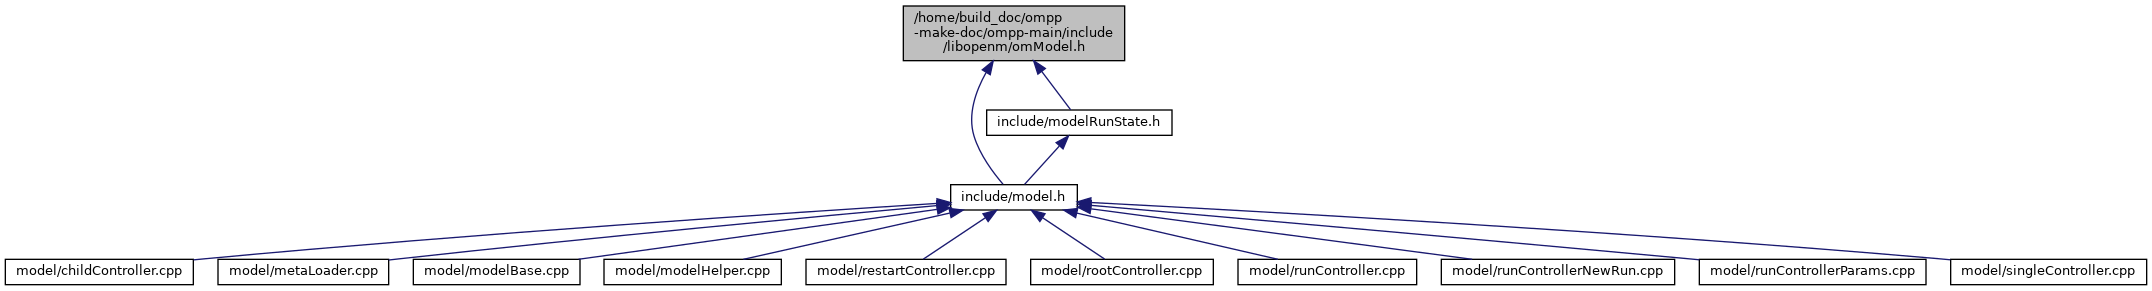 /home/build_doc/ompp
-make-doc/ompp-main/include
/libopenm/omModel.h
include/modelRunState.h
include/model.h
model/childController.cpp
model/metaLoader.cpp
model/modelBase.cpp
model/modelHelper.cpp
model/restartController.cpp
model/rootController.cpp
model/runController.cpp
model/runControllerNewRun.cpp
model/runControllerParams.cpp
model/singleController.cpp